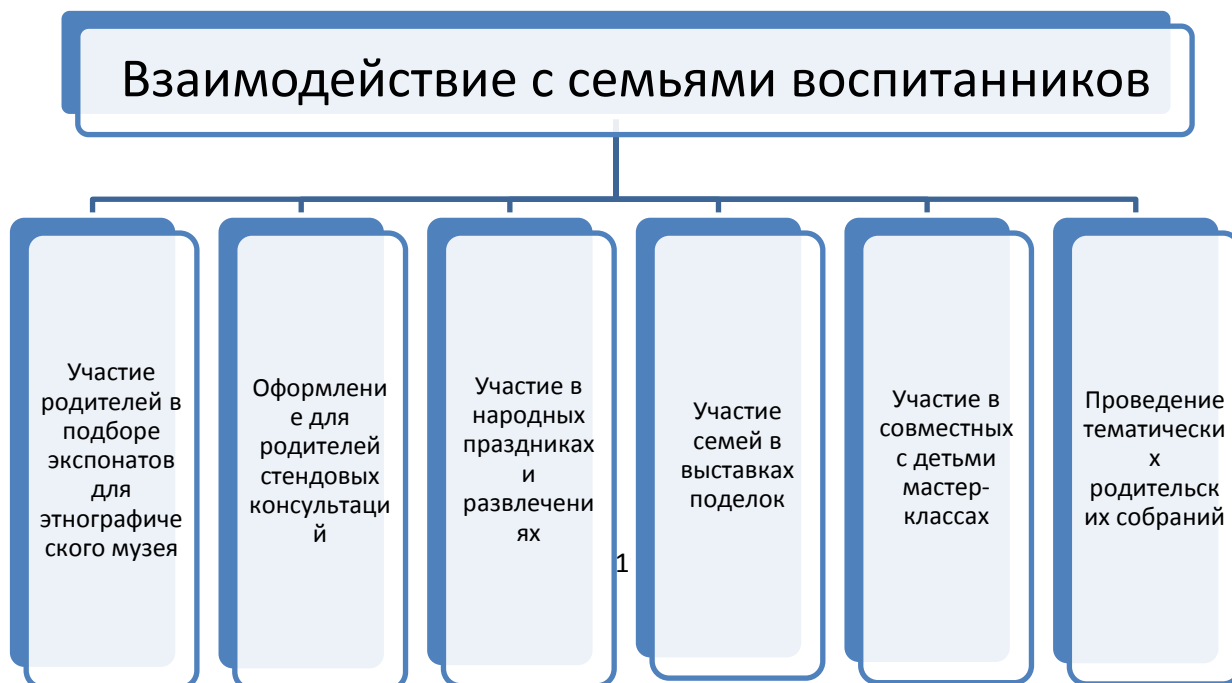 Взаимодействие с семьями воспитанников
Участие
родителей в
подборе
экспонатов
для
этнографиче
ского музея
Оформлени
е для
родителей
стендовых
консультаци
й
Участие в
народных
праздниках
и
развлечени
ях
Участие
семей в
выставках
поделок
Участие в
совместных
с детьми
мастер-
классах
Проведение
тематически
х
родительск
их собраний
1